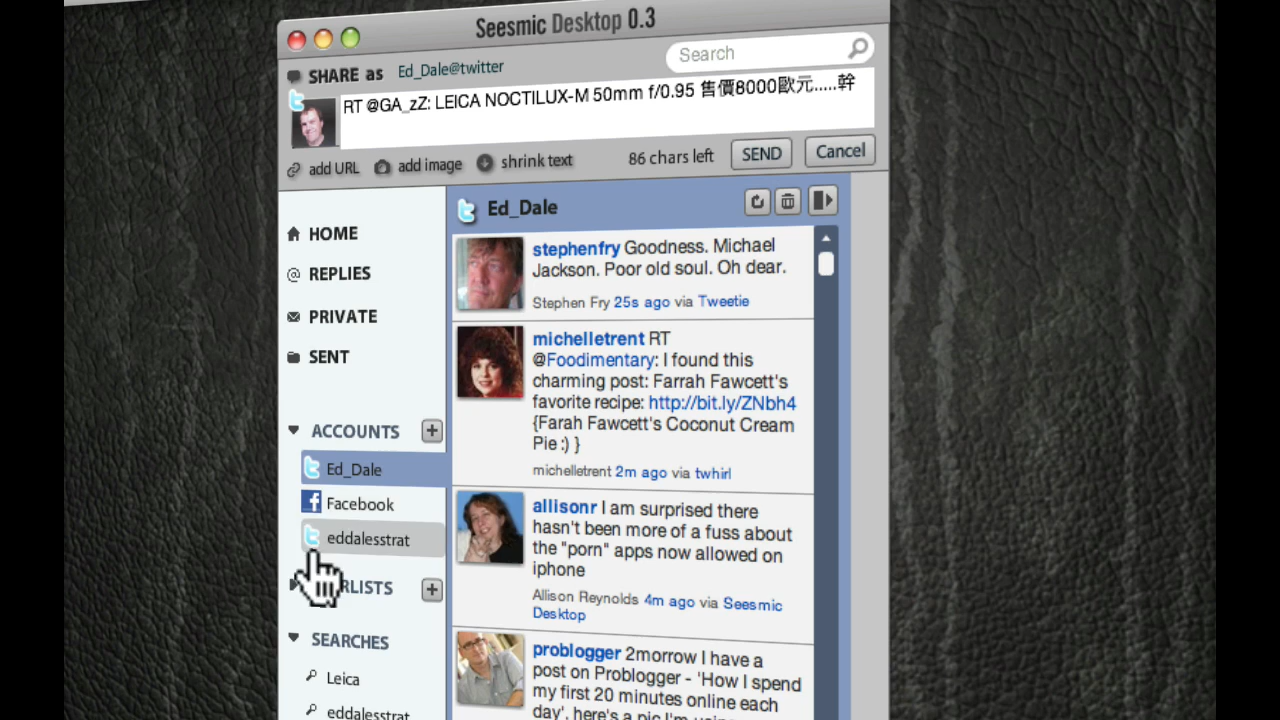 Seesmic Desktop 0.3
Search
SHARE as Ed_Dale@twitter
RT @GA_zZ: LEICA NOCTILUX-M 50mm f/0.95 售價8000歐元.....幹
add URL add image shrink text 86 chars left SEND Cancel
HOME
REPLIES
PRIVATE
SENT
ACCOUNTS
Ed_Dale
Facebook
eddalesstrat
SEARCHES
Leica
eddalesstrat
Ed_Dale
stephenfry Goodness. Michael
Jackson. Poor old soul. Oh dear.
Stephen Fry 25s ago via Tweetie
michelletrent RT
@Foodimentary: I found this
charming post: Farrah Fawcett's
favorite recipe: http://bit.ly/ZNbh4
{Farah Fawcett's Coconut Cream
Pie :) }
michelletrent 2m ago via twhirl
allisonr I am surprised there
hasn't been more of a fuss about
the "porn" apps now allowed on
iphone
Allison Reynolds 4m ago via Seesmic
Desktop
problogger 2morrow I have a
post on Problogger - 'How I spend
my first 20 minutes online each
day', here's a pic I'm